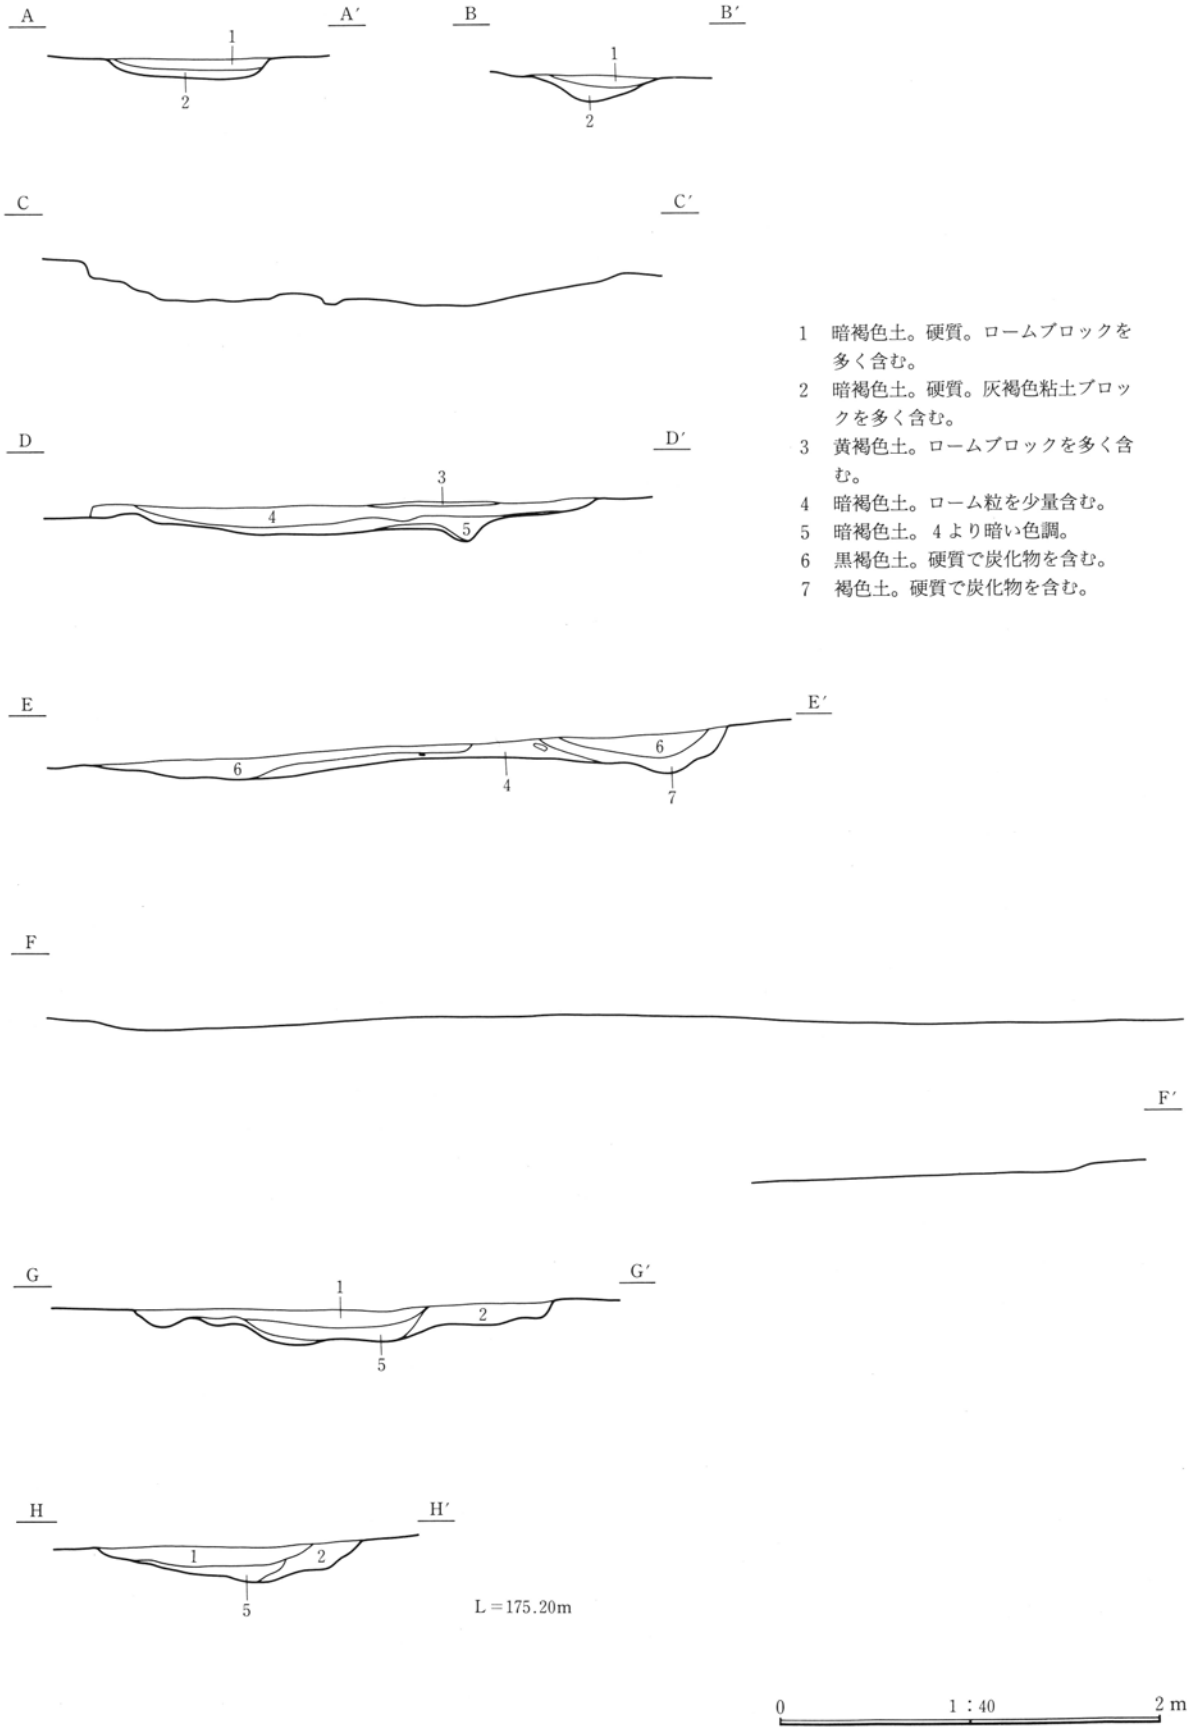 A A′ B B′
1
1
2
2
C C′
1 暗褐色土。硬質。ロームブロックを
多く含む。
2 暗褐色土。硬質。灰褐色粘土ブロッ
クを多く含む。
3 黄褐色土。ロームブロックを多く含
む。
4 暗褐色土。ローム粒を少量含む。
5 暗褐色土。4より暗い色調。
6 黒褐色土。硬質で炭化物を含む。
7 褐色土。硬質で炭化物を含む。
D D′
3
4
5
E E′
6
6
4
7
F
F′
G G′
1
2
5
H H′
1
2
5
L=175.20m
0 1:40 2m